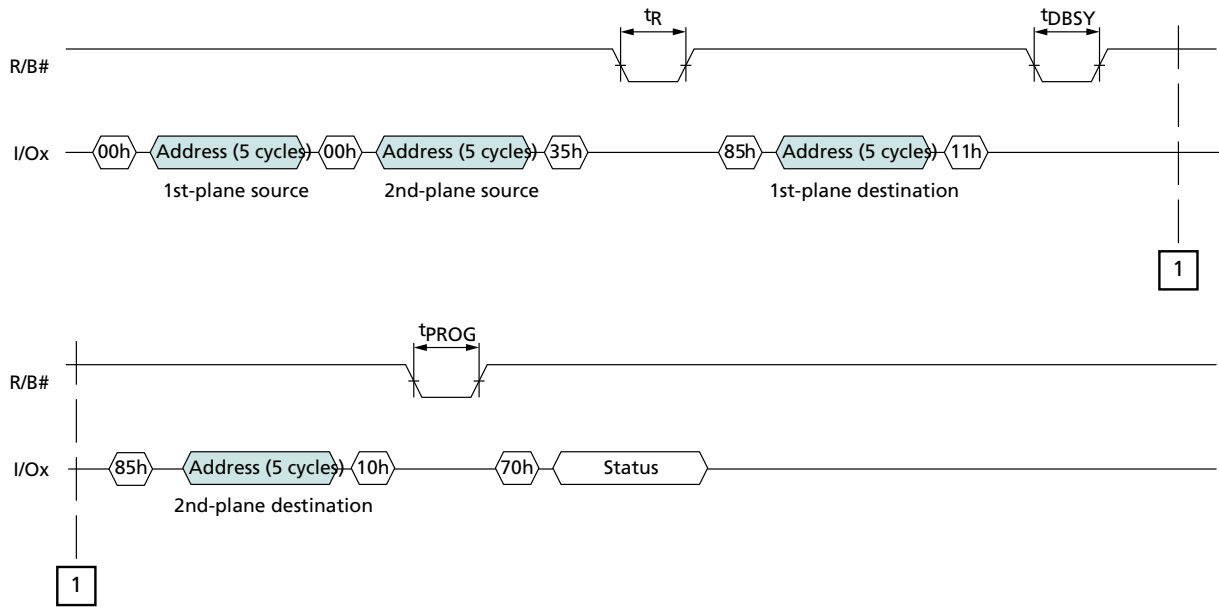 tR tDBSY
R/B#
I/Ox 00h Address (5 cycles) 00h Address (5 cycles) 35h 85h Address (5 cycles) 11h
1st-plane source 2nd-plane source 1st-plane destination
1
tPROG
R/B#
I/Ox 85h Address (5 cycles) 10h 70h Status
2nd-plane destination
1